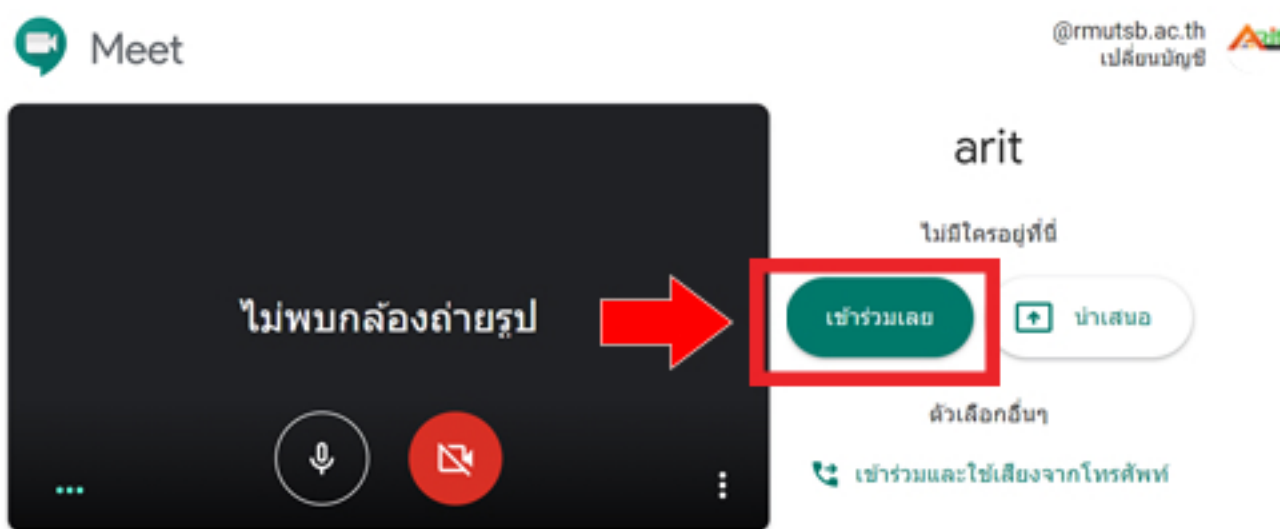 Meet
@rmutsb.ac.th
เปลี่ยนบัญชี
arit
ไม่มีใครอยู่ที่นี่
ไม่พบกล้องถ่ายรูป
เข้าร่วมเลย
นำเสนอ
ตัวเลือกอื่นๆ
เข้าร่วมและใช้เสียงจากโทรศัพท์